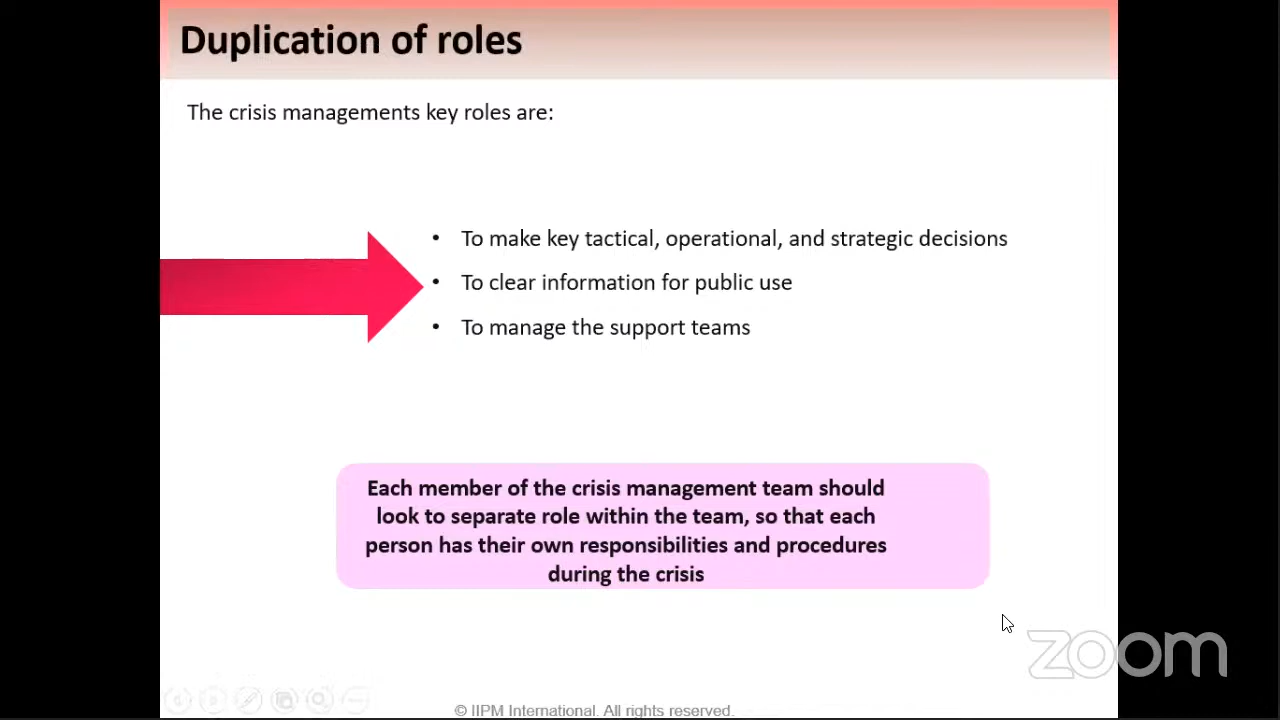 Duplication of roles
The crisis managements key roles are:
• To make key tactical, operational, and strategic decisions
• To clear information for public use
• To manage the support teams
Each member of the crisis management team should
look to separate role within the team, so that each
person has their own responsibilities and procedures
during the crisis
zoom
© IIPM International. All rights reserved.